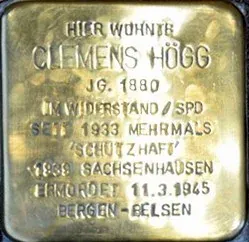 HIER WOHNTE
CLEMENS HÖGG
JG. 1880
IM WIDERSTAND / SPD
SEIT 1933 MEHRMALS
'SCHUTZHAFT'
1939 SACHSENHAUSEN
ERMORDET 11.3.1945
BERGEN-BELSEN